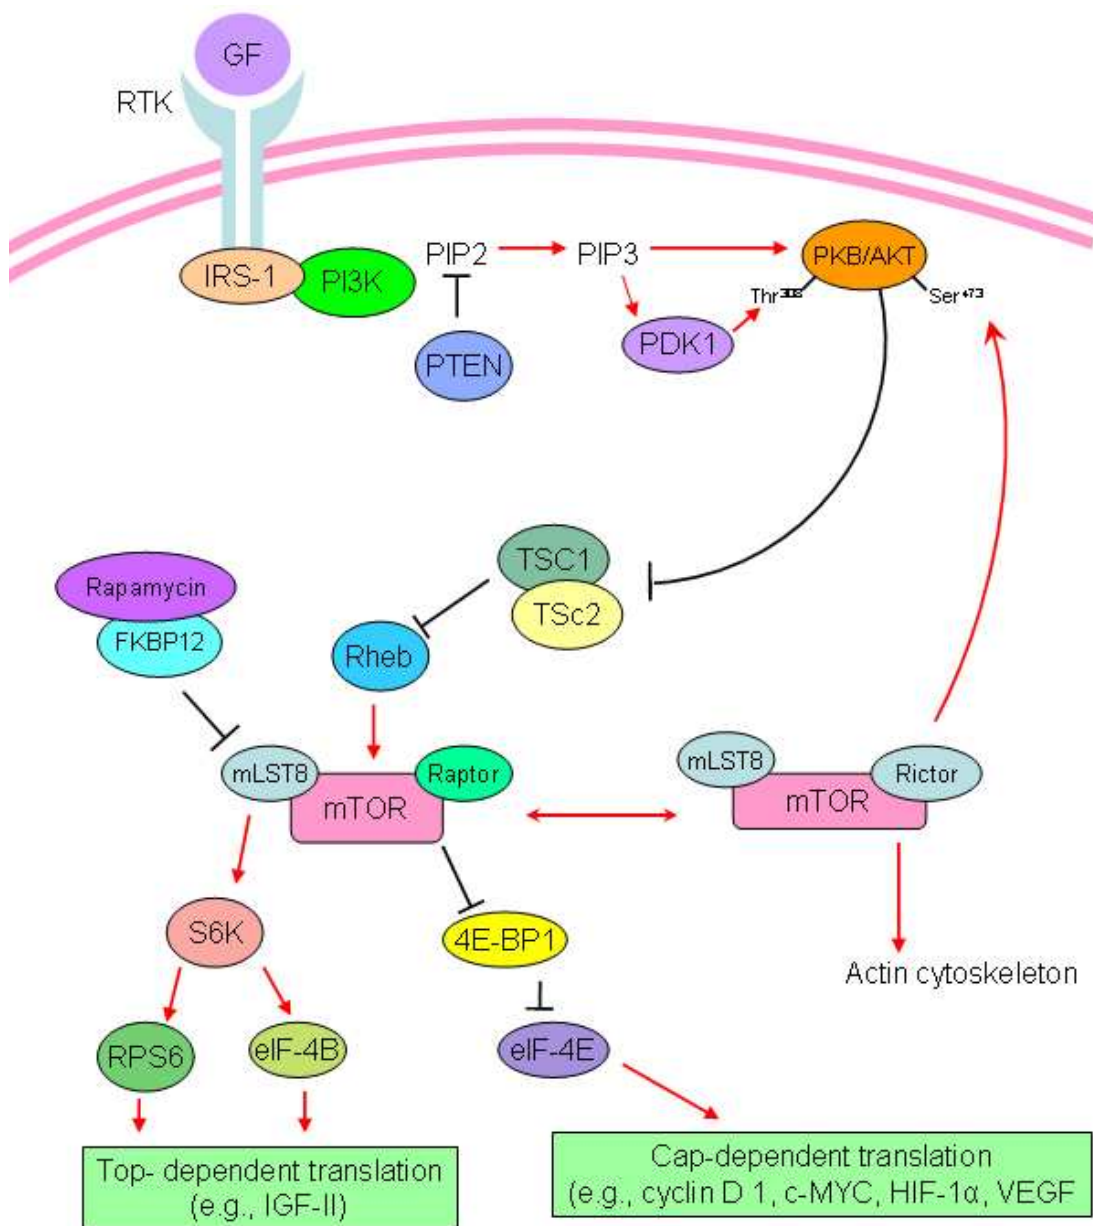 GF
RTK
IRS-1
PI3K
PIP2
PIP3
PKB/AKT
Thr308
Ser473
PTEN
PDK1
TSC1
TSc2
Rapamycin
FKBP12
Rheb
mLST8
Raptor
mTOR
mLST8
Rictor
mTOR
S6K
4E-BP1
Actin cytoskeleton
RPS6
eIF-4B
eIF-4E
Top- dependent translation
(e.g., IGF-II)
Cap-dependent translation
(e.g., cyclin D 1, c-MYC, HIF-1α, VEGF